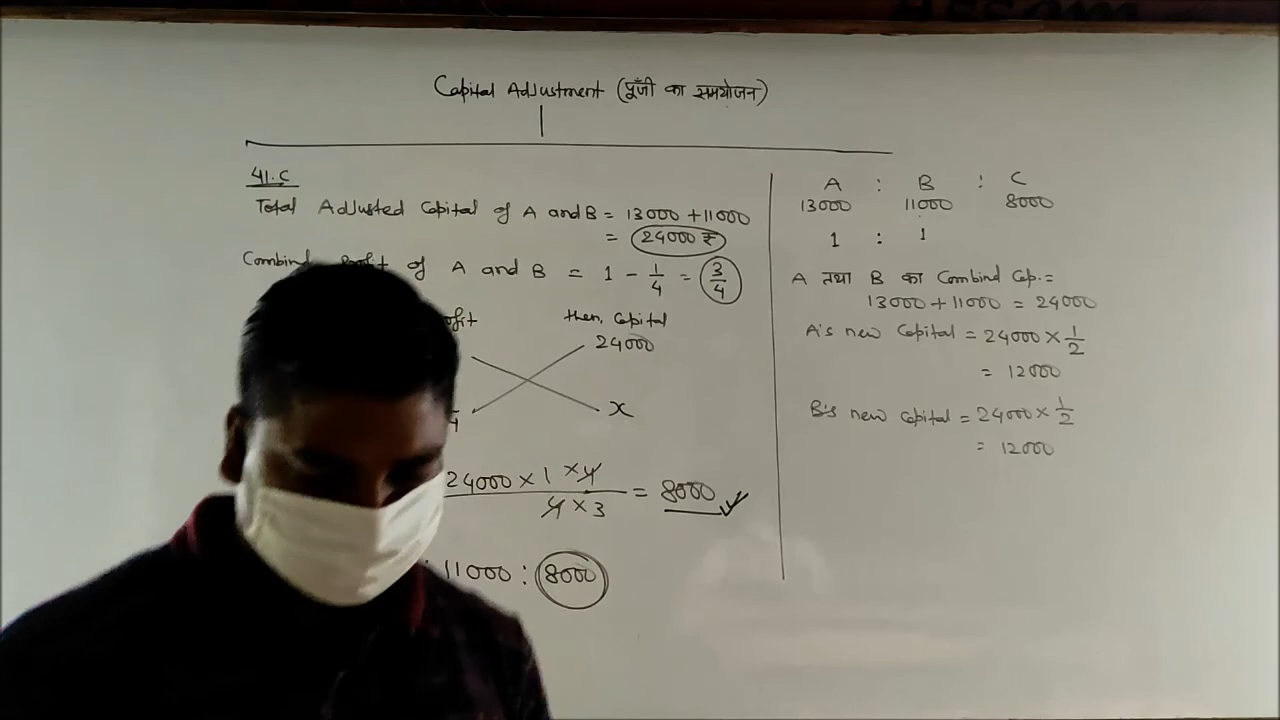 Capital Adjustment (पूँजी का समयोजन)
41.C
Total Adjusted Capital of A and B = 13000 + 11000
= 24000 ₹
Combind Profit of A and B = 1 - 1/4 = 3/4
then, Capital
24000
x
24000 × 1 × 4 / 4 × 3 = 8000
: 11000 : 8000
A : B : C
13000 11000 8000
1 : 1
A तथा B का Combind Cap. =
13000 + 11000 = 24000
A's new Capital = 24000 × 1/2
= 12000
B's new Capital = 24000 × 1/2
= 12000